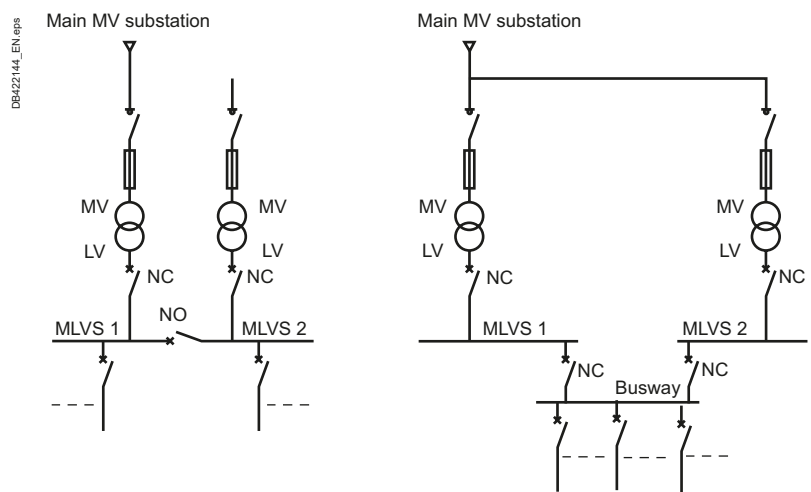 DB422144_EN.eps
Main MV substation
MV
LV
NC
MV
LV
NC
NO
MLVS 1
MLVS 2
Main MV substation
MV
LV
NC
MV
LV
NC
MLVS 1
MLVS 2
NC
NC
Busway